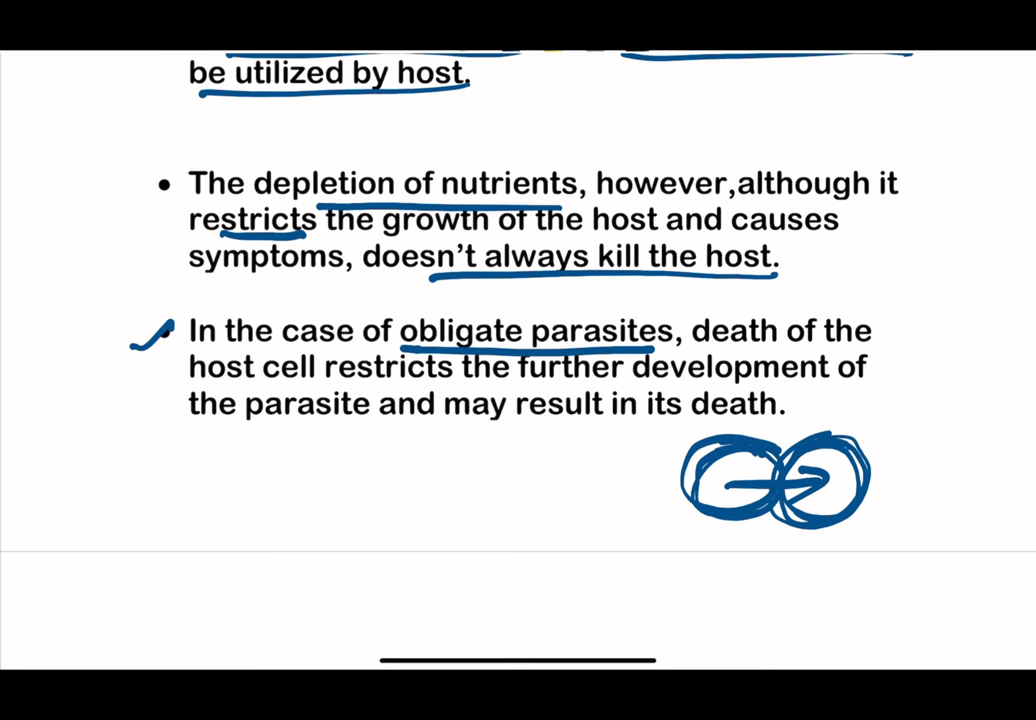 be utilized by host.
• The depletion of nutrients, however,although it
restricts the growth of the host and causes
symptoms, doesn't always kill the host.
• In the case of obligate parasites, death of the
host cell restricts the further development of
the parasite and may result in its death.